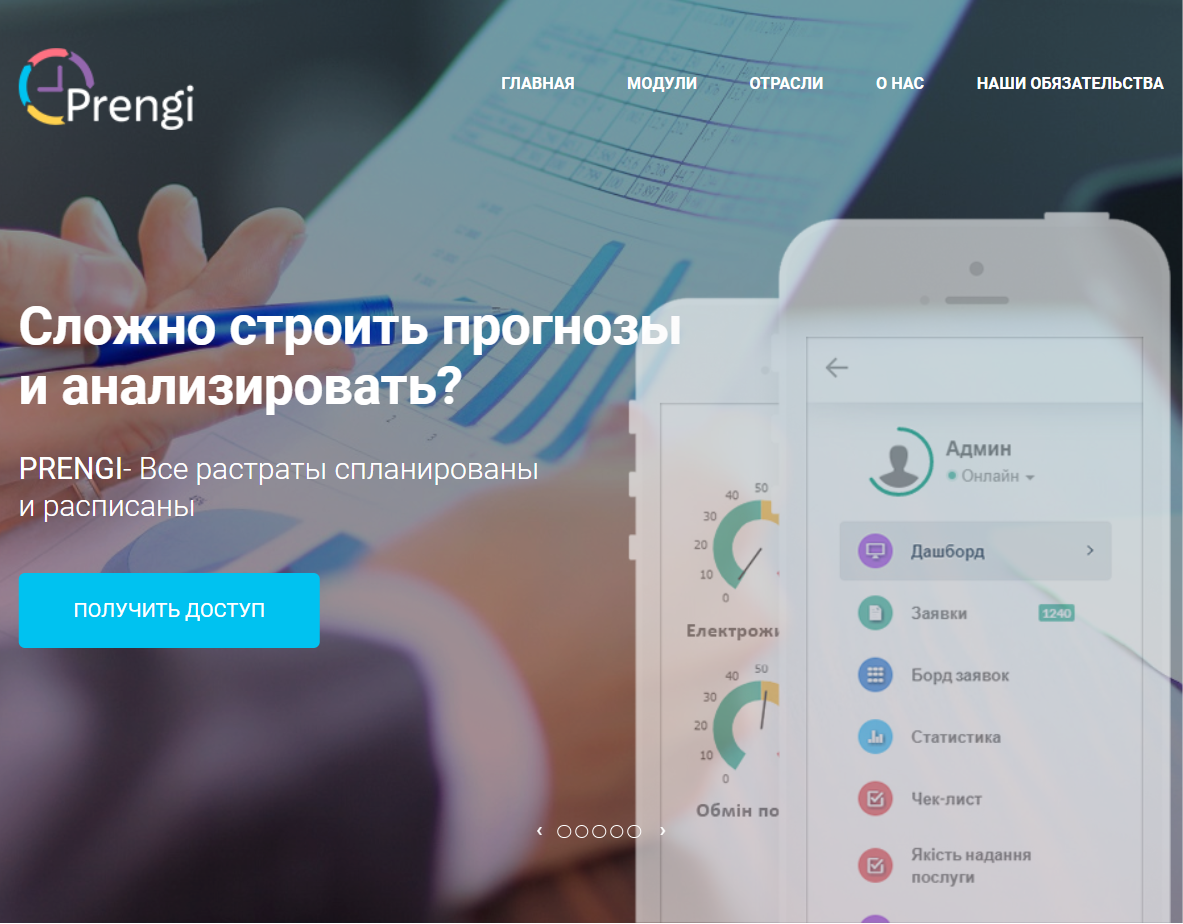 Prengi
ГЛАВНАЯ МОДУЛИ ОТРАСЛИ О НАС НАШИ ОБЯЗАТЕЛЬСТВА
Сложно строить прогнозы
и анализировать?
PRENGI- Все растраты спланированы
и расписаны
ПОЛУЧИТЬ ДОСТУП
50
40
30
20
10
0
Електрожи
50
40
30
20
10
0
Обмін по
Админ
Онлайн
Дашборд
Заявки 1240
Борд заявок
Статистика
Чек-лист
Якість надання
послуги